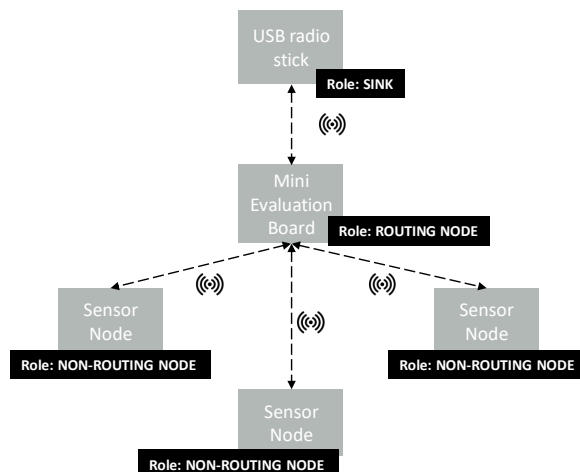 USB radio
stick
Role: SINK
Mini
Evaluation
Board
Role: ROUTING NODE
Sensor
Node
Role: NON-ROUTING NODE
Sensor
Node
Role: NON-ROUTING NODE
Sensor
Node
Role: NON-ROUTING NODE